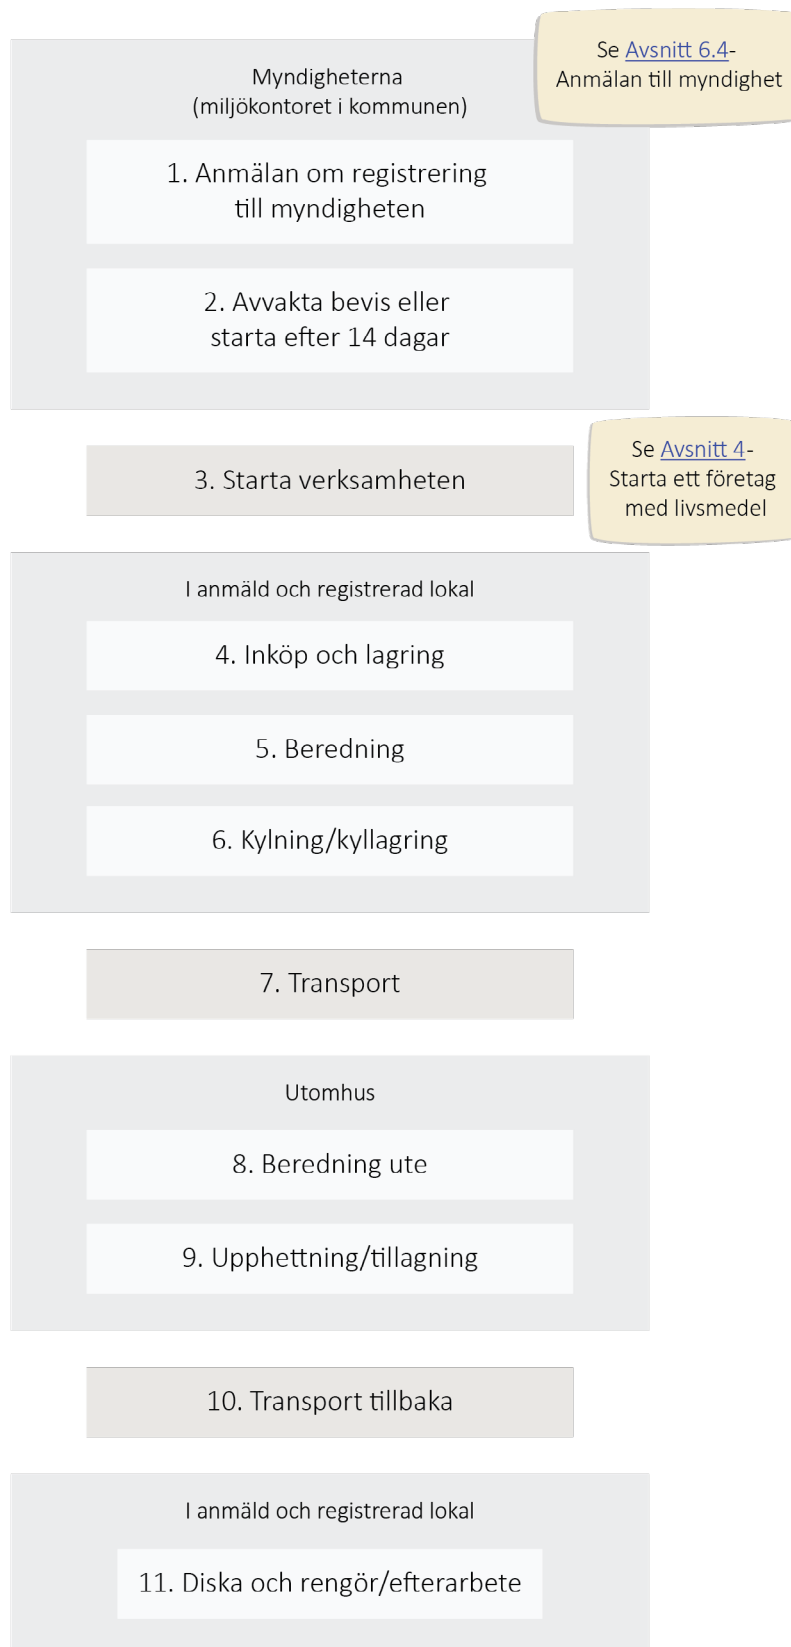 Se Avsnitt 6.4-
Anmälan till myndighet
Myndigheterna
(miljökontoret i kommunen)
1. Anmälan om registrering
till myndigheten
2. Avvakta bevis eller
starta efter 14 dagar
3. Starta verksamheten
Se Avsnitt 4-
Starta ett företag
med livsmedel
I anmäld och registrerad lokal
4. Inköp och lagring
5. Beredning
6. Kylning/kyllagring
7. Transport
Utomhus
8. Beredning ute
9. Upphettning/tillagning
10. Transport tillbaka
I anmäld och registrerad lokal
11. Diska och rengör/efterarbete